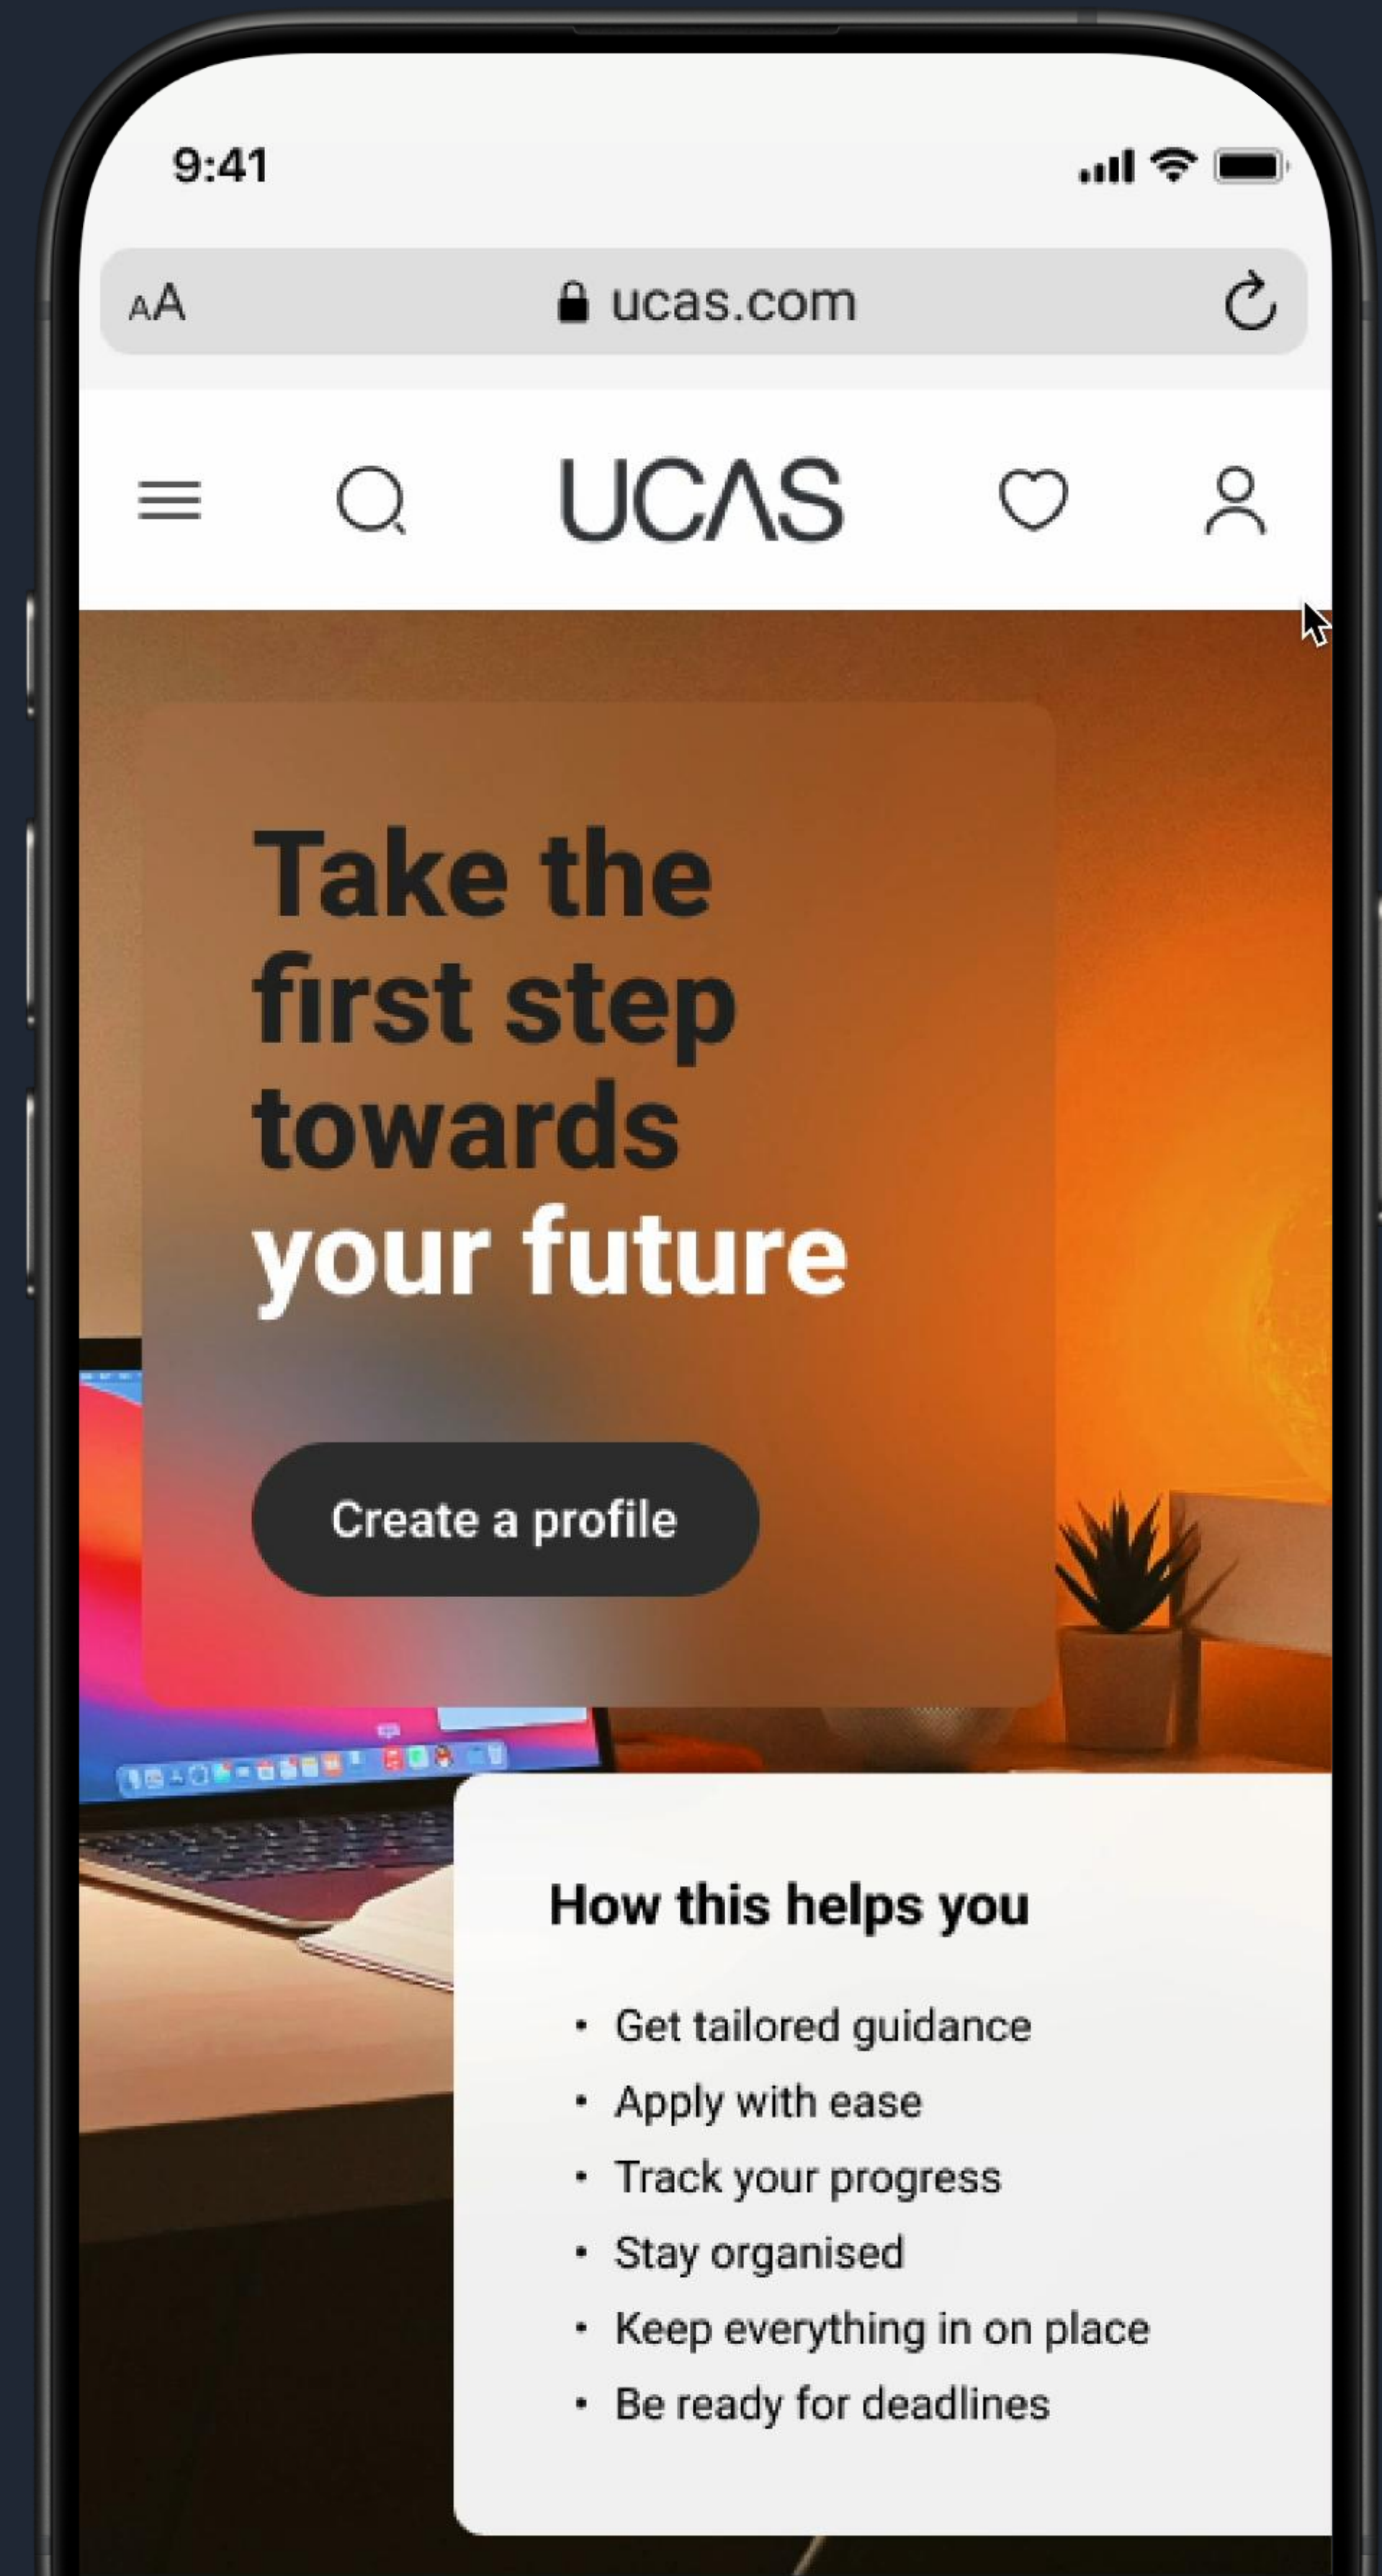 9:41
AA
ucas.com
UCAS
Take the
first step
towards
your future
Create a profile
How this helps you
• Get tailored guidance
• Apply with ease
• Track your progress
• Stay organised
• Keep everything in on place
• Be ready for deadlines